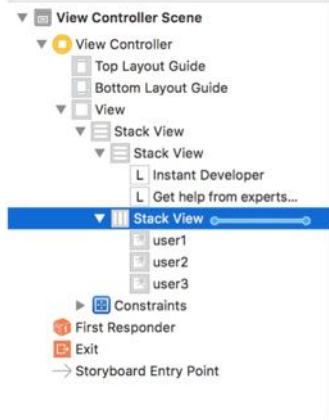 View Controller Scene
View Controller
Top Layout Guide
Bottom Layout Guide
View
Stack View
Stack View
L Instant Developer
L Get help from experts...
Stack View
user1
user2
user3
Constraints
First Responder
Exit
Storyboard Entry Point